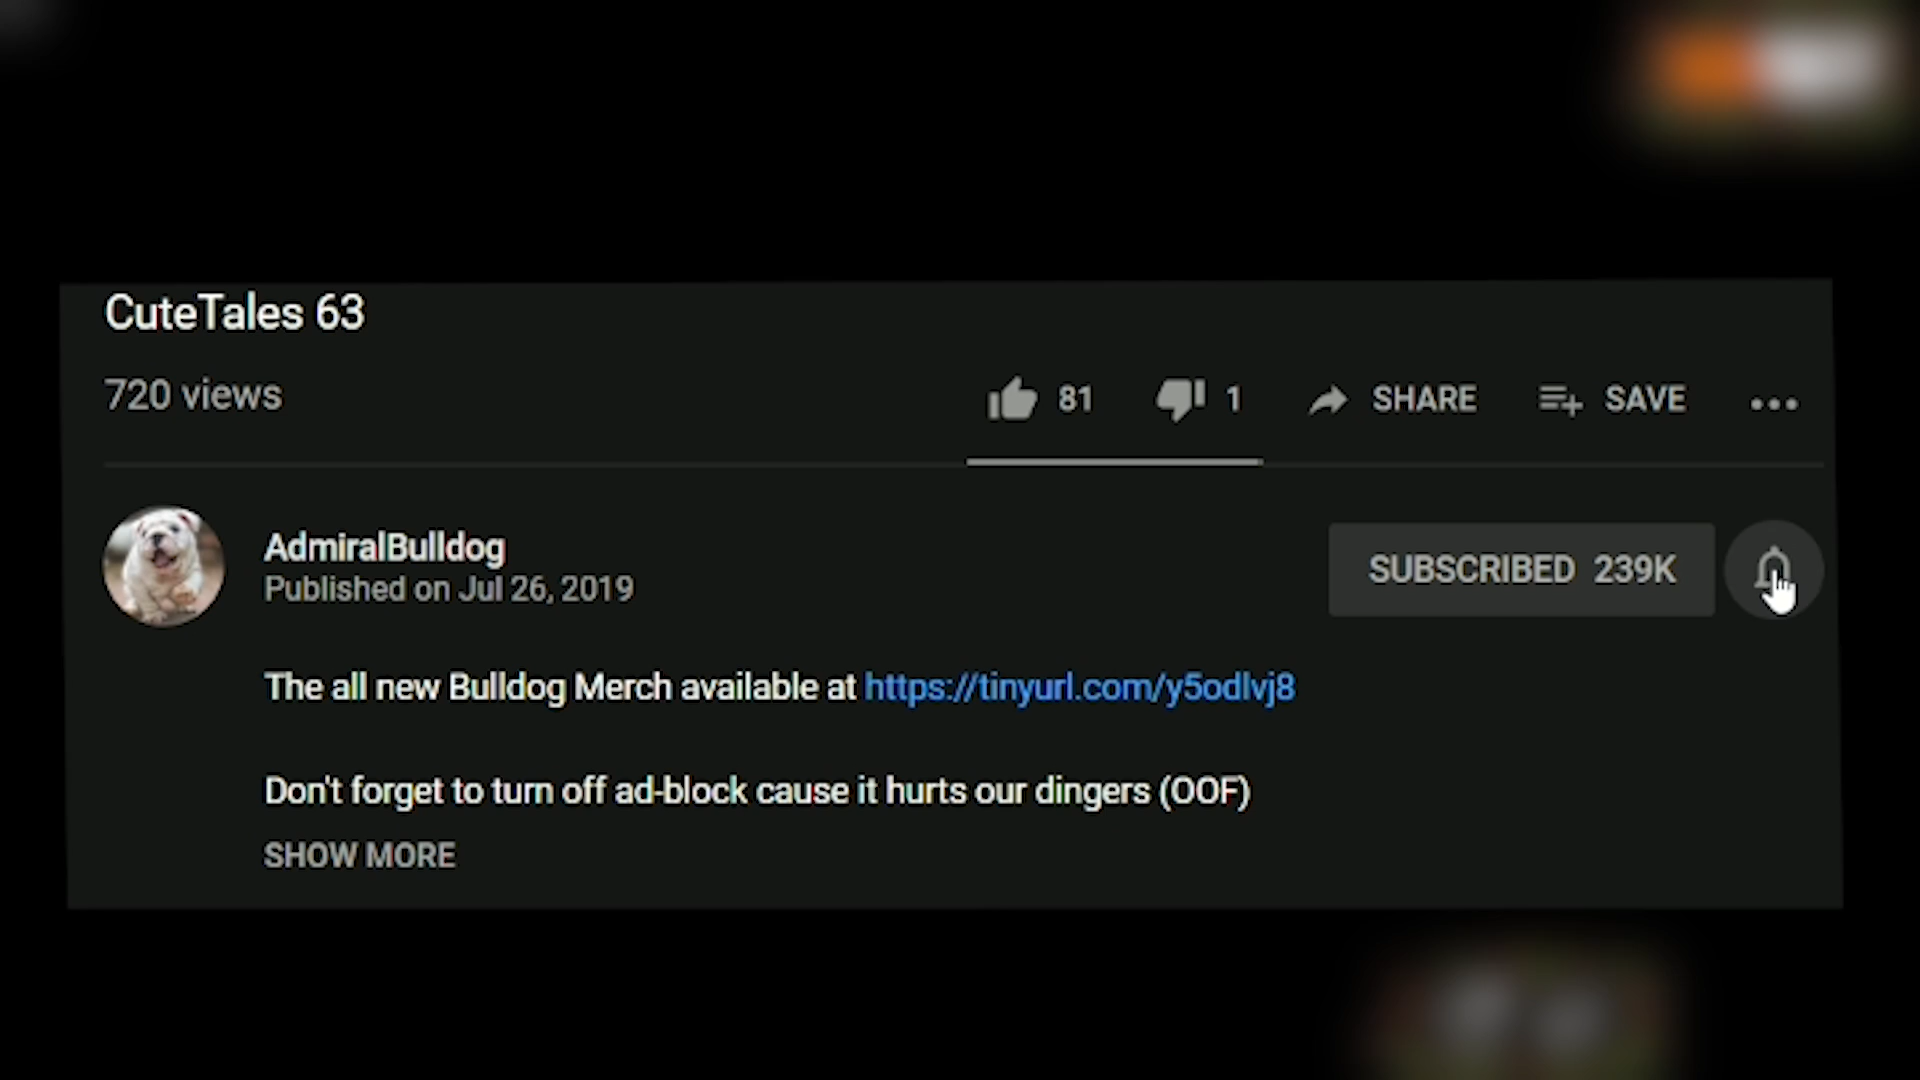 CuteTales 63
720 views
81 1 SHARE SAVE
AdmiralBulldog
Published on Jul 26, 2019
SUBSCRIBED 239K
The all new Bulldog Merch available at https://tinyurl.com/y5odlvj8
Don't forget to turn off ad-block cause it hurts our dingers (OOF)
SHOW MORE